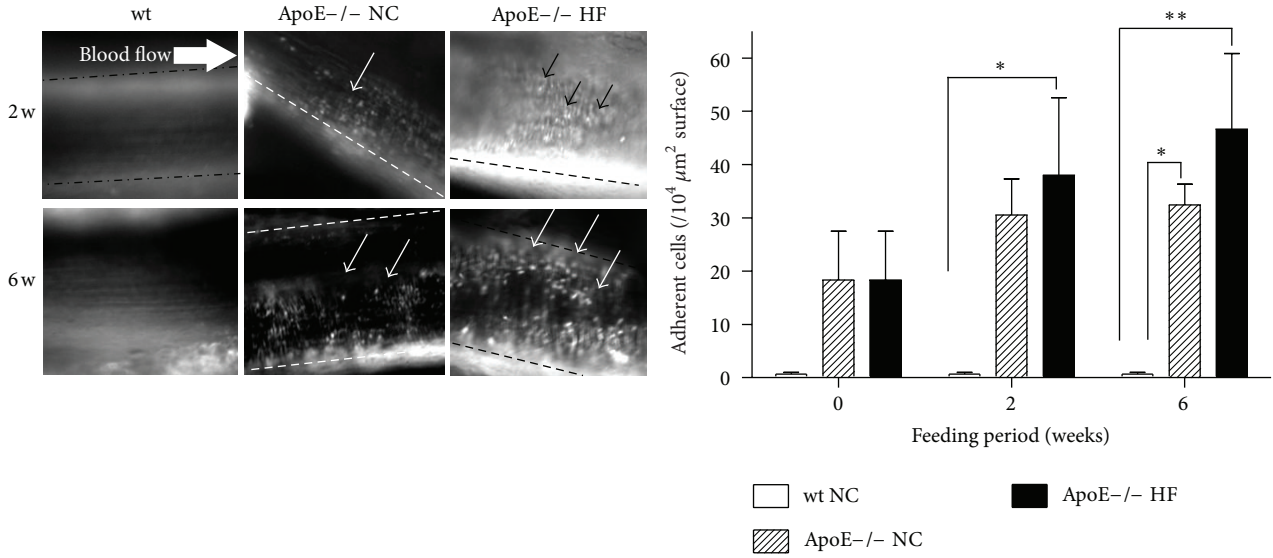 wt
ApoE−/− NC
ApoE−/− HF
Blood flow
2 w
6 w
Adherent cells (/10⁴ μm² surface)
60
50
40
30
20
10
0
*
**
*
0
2
6
Feeding period (weeks)
wt NC
ApoE−/− HF
ApoE−/− NC